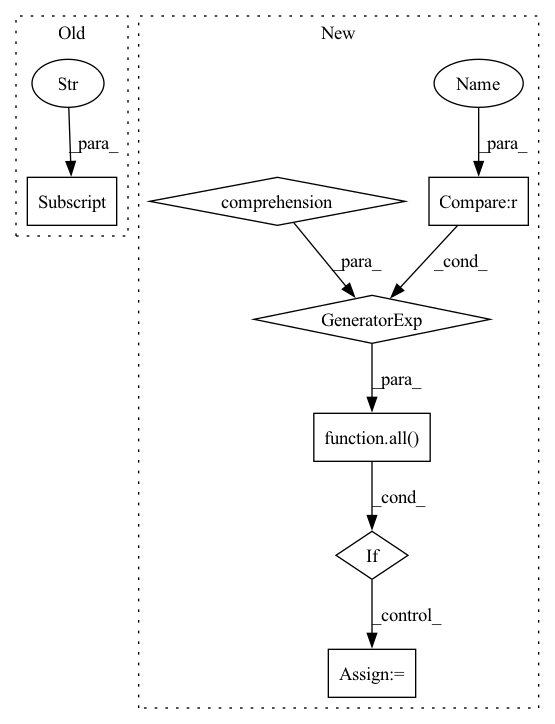 Old
New
Str
Name
_para_
_para_
Subscript
comprehension
Compare:r
_para_
_cond_
GeneratorExp
_para_
function.all()
_cond_
If
_control_
Assign:=